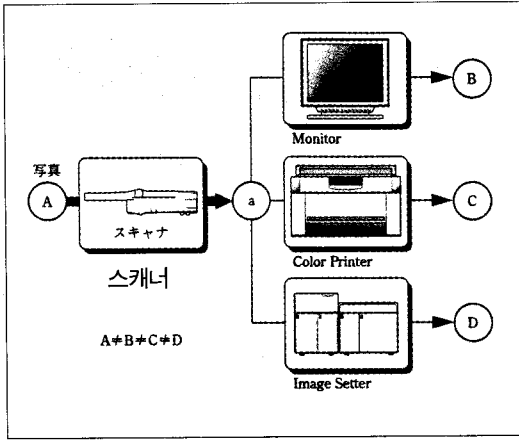 B
Monitor
写真
A
スキャナ
a
C
스캐너
Color Printer
A≠B≠C≠D
D
Image Setter